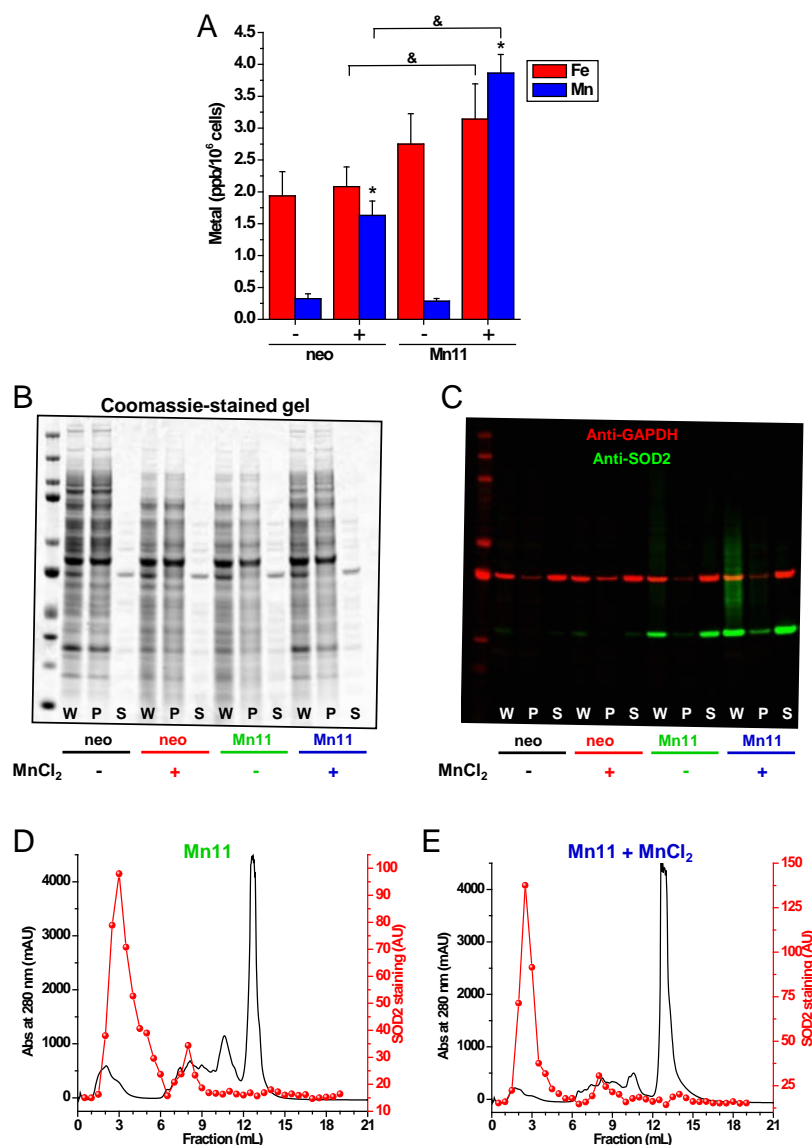 A
&
*
&
*
Fe
Mn
Metal (ppb/10⁶ cells)
4.5
4.0
3.5
3.0
2.5
2.0
1.5
1.0
0.5
0.0
- + - +
neo Mn11
B
Coomassie-stained gel
W P S W P S W P S W P S
neo neo Mn11 Mn11
MnCl₂ - + - +
C
Anti-GAPDH
Anti-SOD2
W P S W P S W P S W P S
neo neo Mn11 Mn11
MnCl₂ - + - +
D
Mn11
Abs at 280 nm (mAU)
4000
3000
2000
1000
0
100
90
80
70
60
50
40
30
20
10
SOD2 staining (AU)
0 3 6 9 12 15 18 21
Fraction (mL)
E
Mn11 + MnCl₂
Abs at 280 nm (mAU)
4000
3000
2000
1000
0
150
125
100
75
50
25
SOD2 staining (AU)
0 3 6 9 12 15 18 21
Fraction (mL)